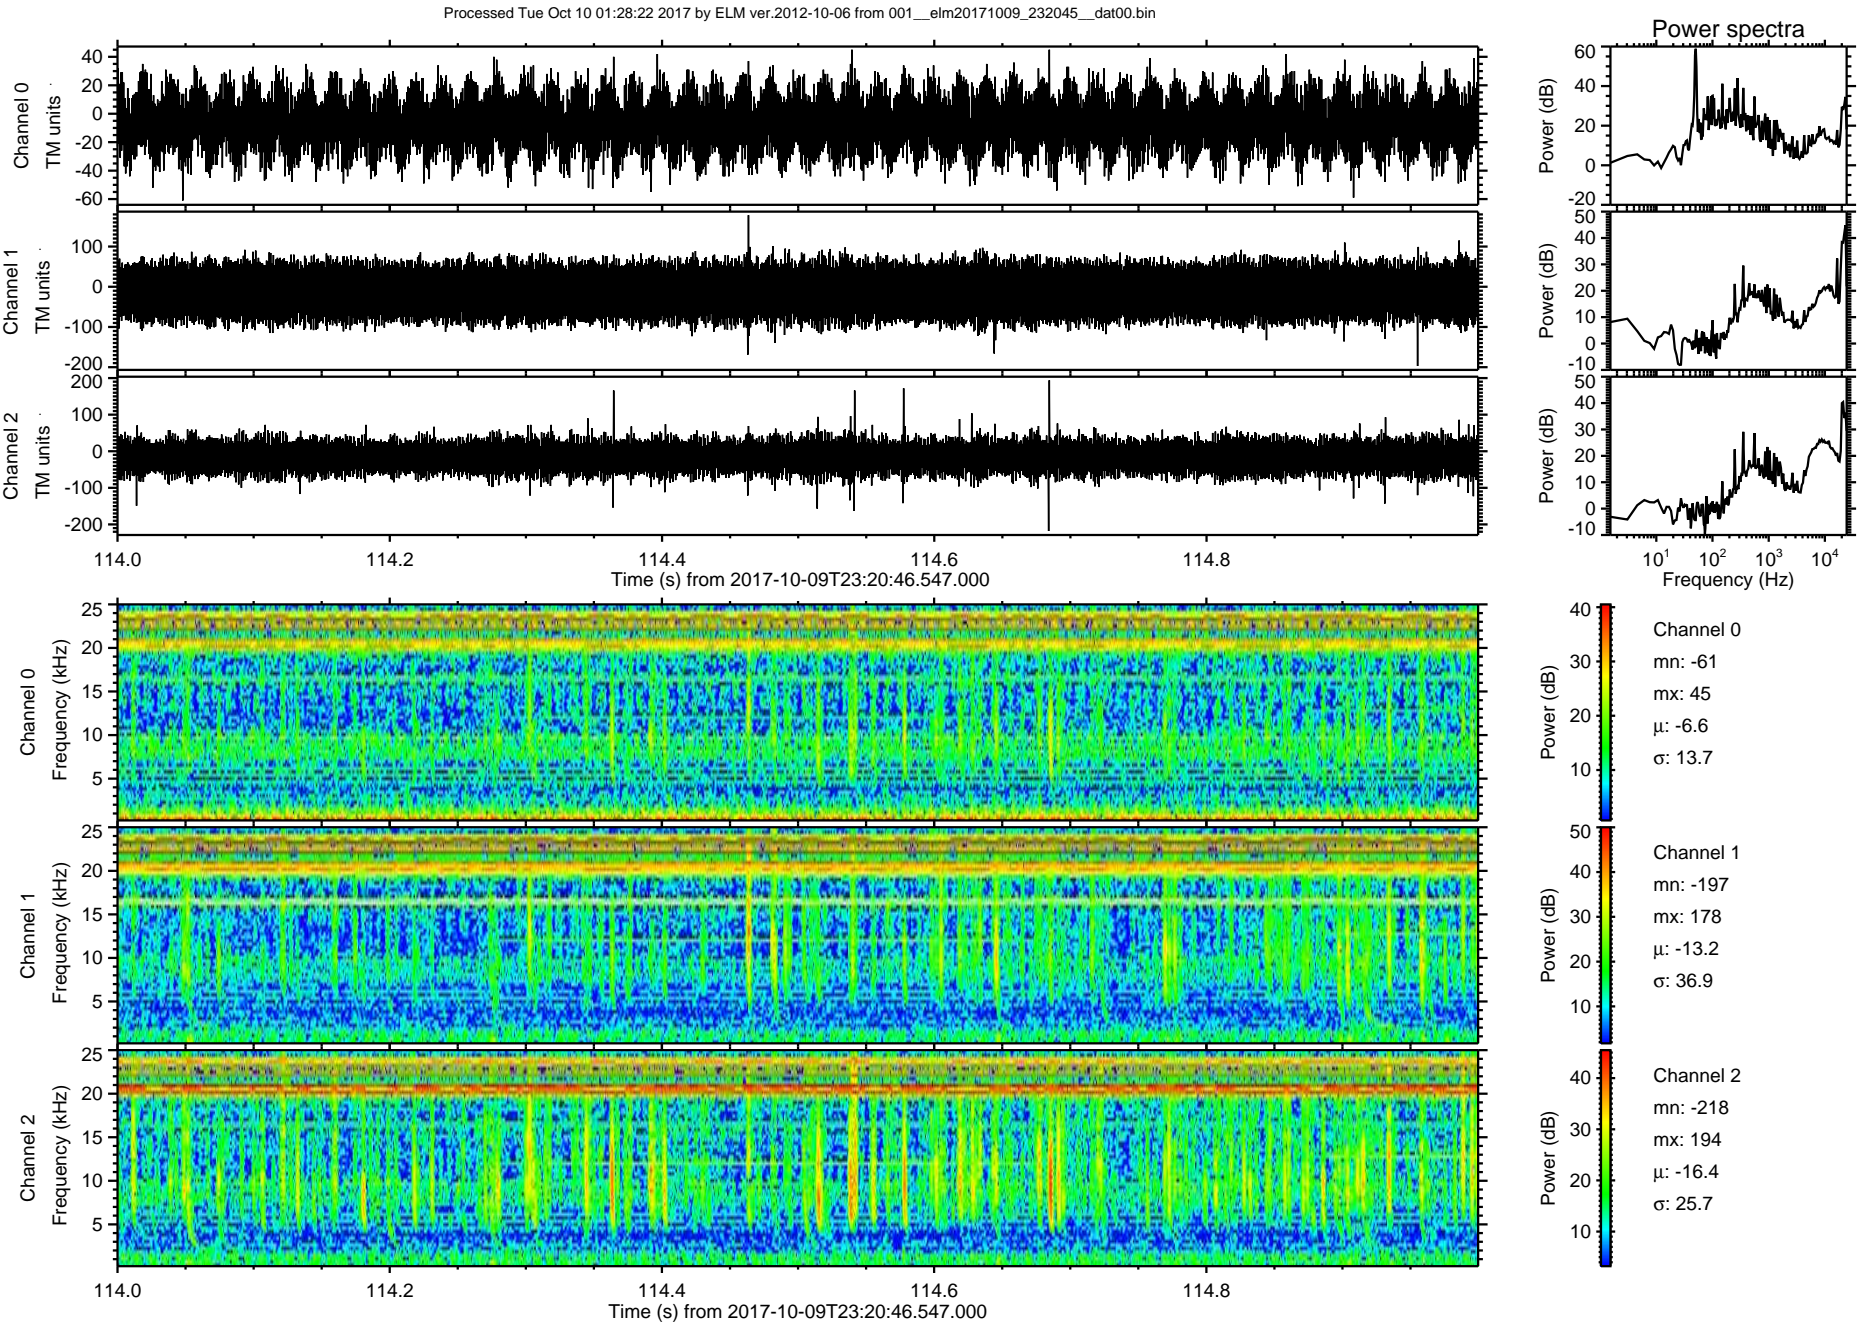 Processed Tue Oct 10 01:28:22 2017 by ELM ver.2012-10-06 from 001__elm20171009_232045__dat00.bin
Power spectra
Channel 0
TM units
40
20
0
-20
-40
-60
Power (dB)
60
40
20
0
-20
Channel 1
TM units
100
0
-100
-200
Power (dB)
50
40
30
20
10
0
-10
Channel 2
TM units
200
100
0
-100
-200
Power (dB)
50
40
30
20
10
0
-10
114.0 114.2 114.4 114.6 114.8
Time (s) from 2017-10-09T23:20:46.547.000
10^1 10^2 10^3 10^4
Frequency (Hz)
Channel 0
Frequency (kHz)
25
20
15
10
5
Power (dB)
40
30
20
10
Channel 0
mn: -61
mx: 45
µ: -6.6
σ: 13.7
Channel 1
Frequency (kHz)
25
20
15
10
5
Power (dB)
50
40
30
20
10
Channel 1
mn: -197
mx: 178
µ: -13.2
σ: 36.9
Channel 2
Frequency (kHz)
25
20
15
10
5
Power (dB)
40
30
20
10
Channel 2
mn: -218
mx: 194
µ: -16.4
σ: 25.7
114.0 114.2 114.4 114.6 114.8
Time (s) from 2017-10-09T23:20:46.547.000